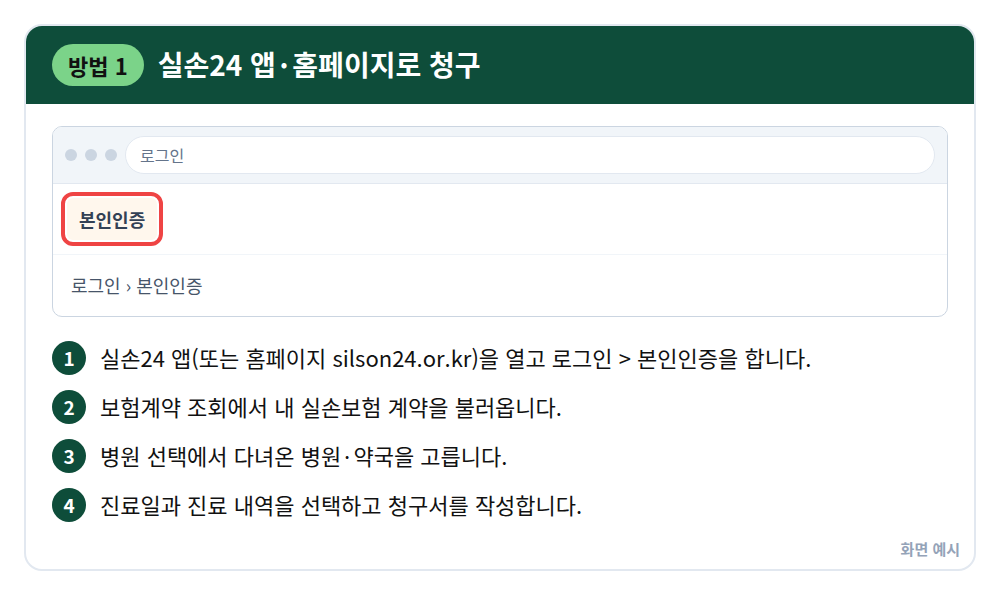 방법 1 실손24 앱·홈페이지로 청구
로그인
본인인증
로그인 › 본인인증
1 실손24 앱(또는 홈페이지 silson24.or.kr)을 열고 로그인 > 본인인증을 합니다.
2 보험계약 조회에서 내 실손보험 계약을 불러옵니다.
3 병원 선택에서 다녀온 병원·약국을 고릅니다.
4 진료일과 진료 내역을 선택하고 청구서를 작성합니다.
화면 예시